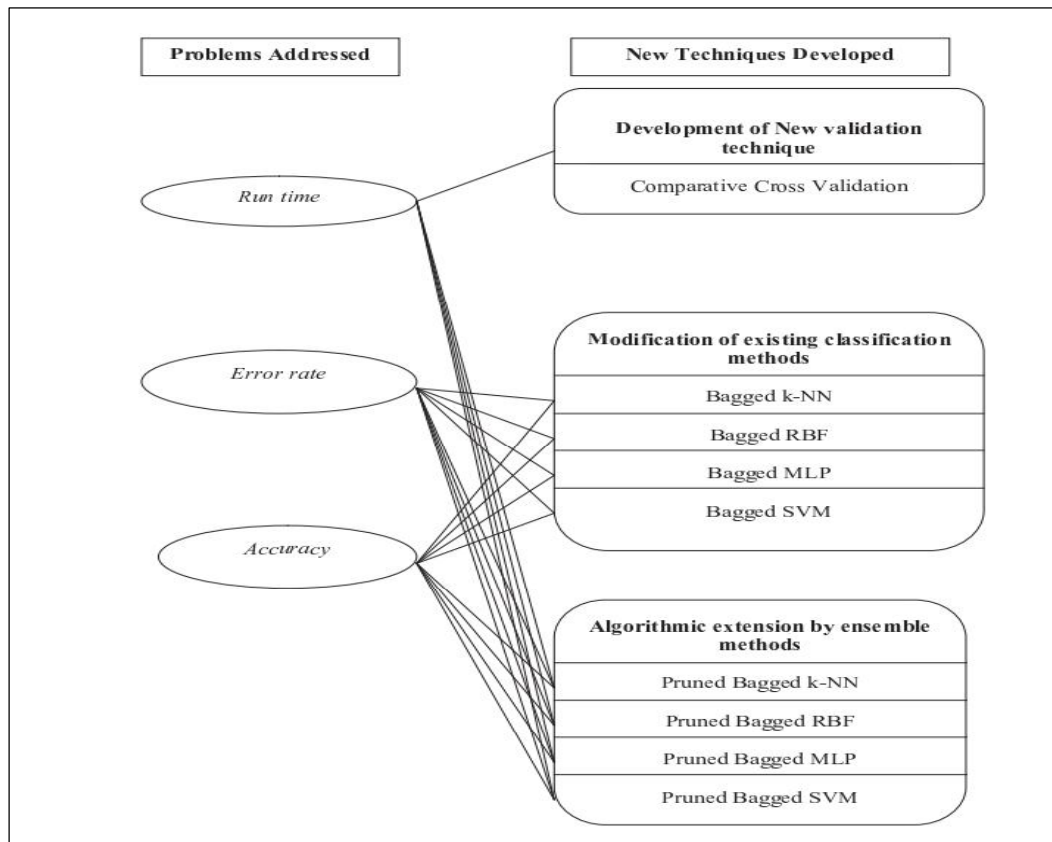 Problems Addressed
New Techniques Developed
Development of New validation
technique
Comparative Cross Validation
Run time
Modification of existing classification
methods
Error rate
Bagged k-NN
Bagged RBF
Bagged MLP
Bagged SVM
Accuracy
Algorithmic extension by ensemble
methods
Pruned Bagged k-NN
Pruned Bagged RBF
Pruned Bagged MLP
Pruned Bagged SVM